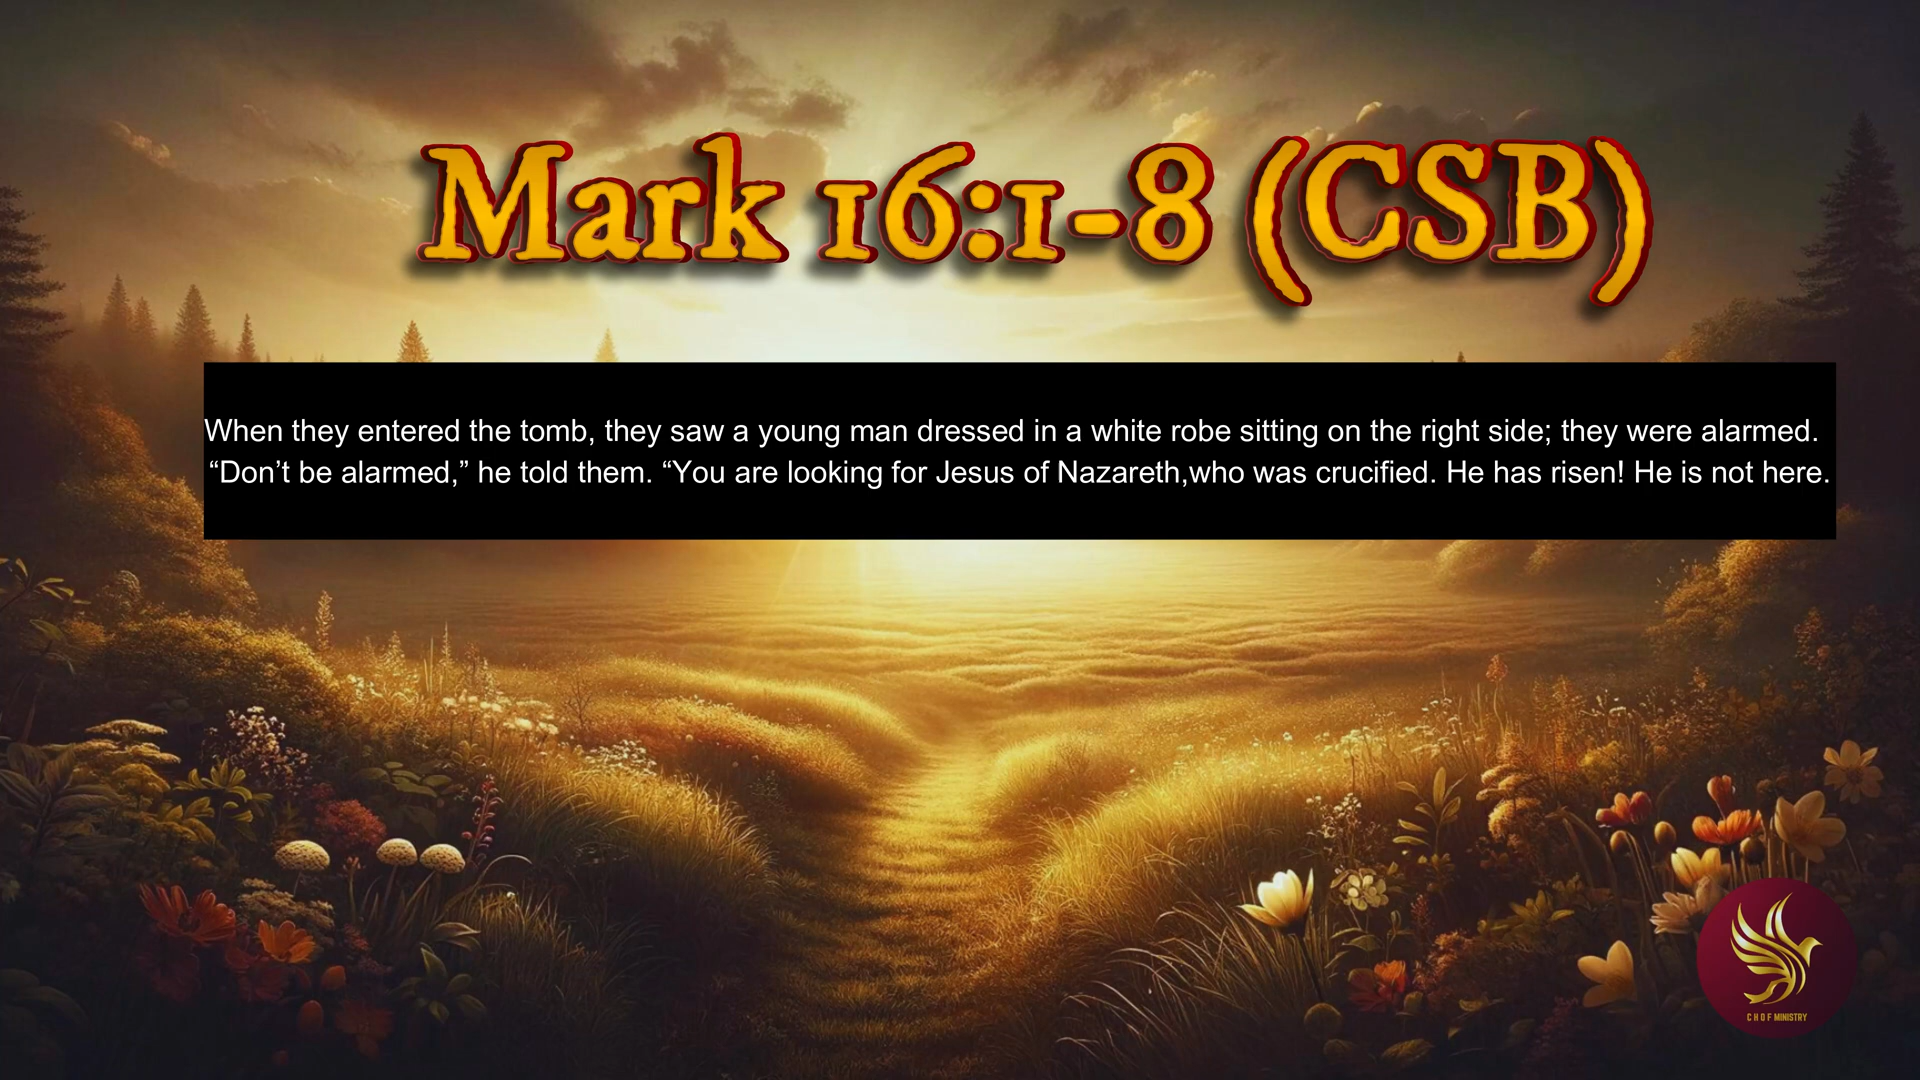 Mark 16:1-8 (CSB)
When they entered the tomb, they saw a young man dressed in a white robe sitting on the right side; they were alarmed.
“Don’t be alarmed,” he told them. “You are looking for Jesus of Nazareth,who was crucified. He has risen! He is not here.
C H O F MINISTRY